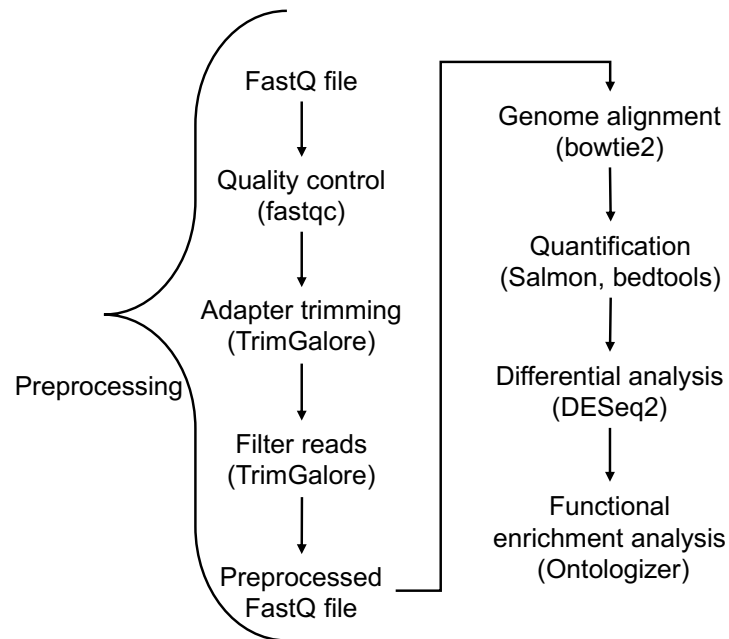 Preprocessing
FastQ file
Quality control
(fastqc)
Adapter trimming
(TrimGalore)
Filter reads
(TrimGalore)
Preprocessed
FastQ file
Genome alignment
(bowtie2)
Quantification
(Salmon, bedtools)
Differential analysis
(DESeq2)
Functional
enrichment analysis
(Ontologizer)